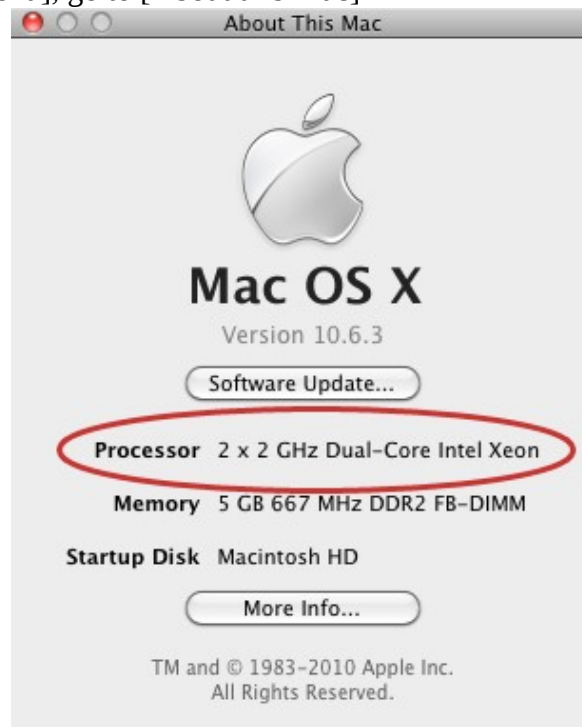 About This Mac
Mac OS X
Version 10.6.3
Software Update...
Processor 2 x 2 GHz Dual-Core Intel Xeon
Memory 5 GB 667 MHz DDR2 FB-DIMM
Startup Disk Macintosh HD
More Info...
TM and © 1983-2010 Apple Inc.
All Rights Reserved.